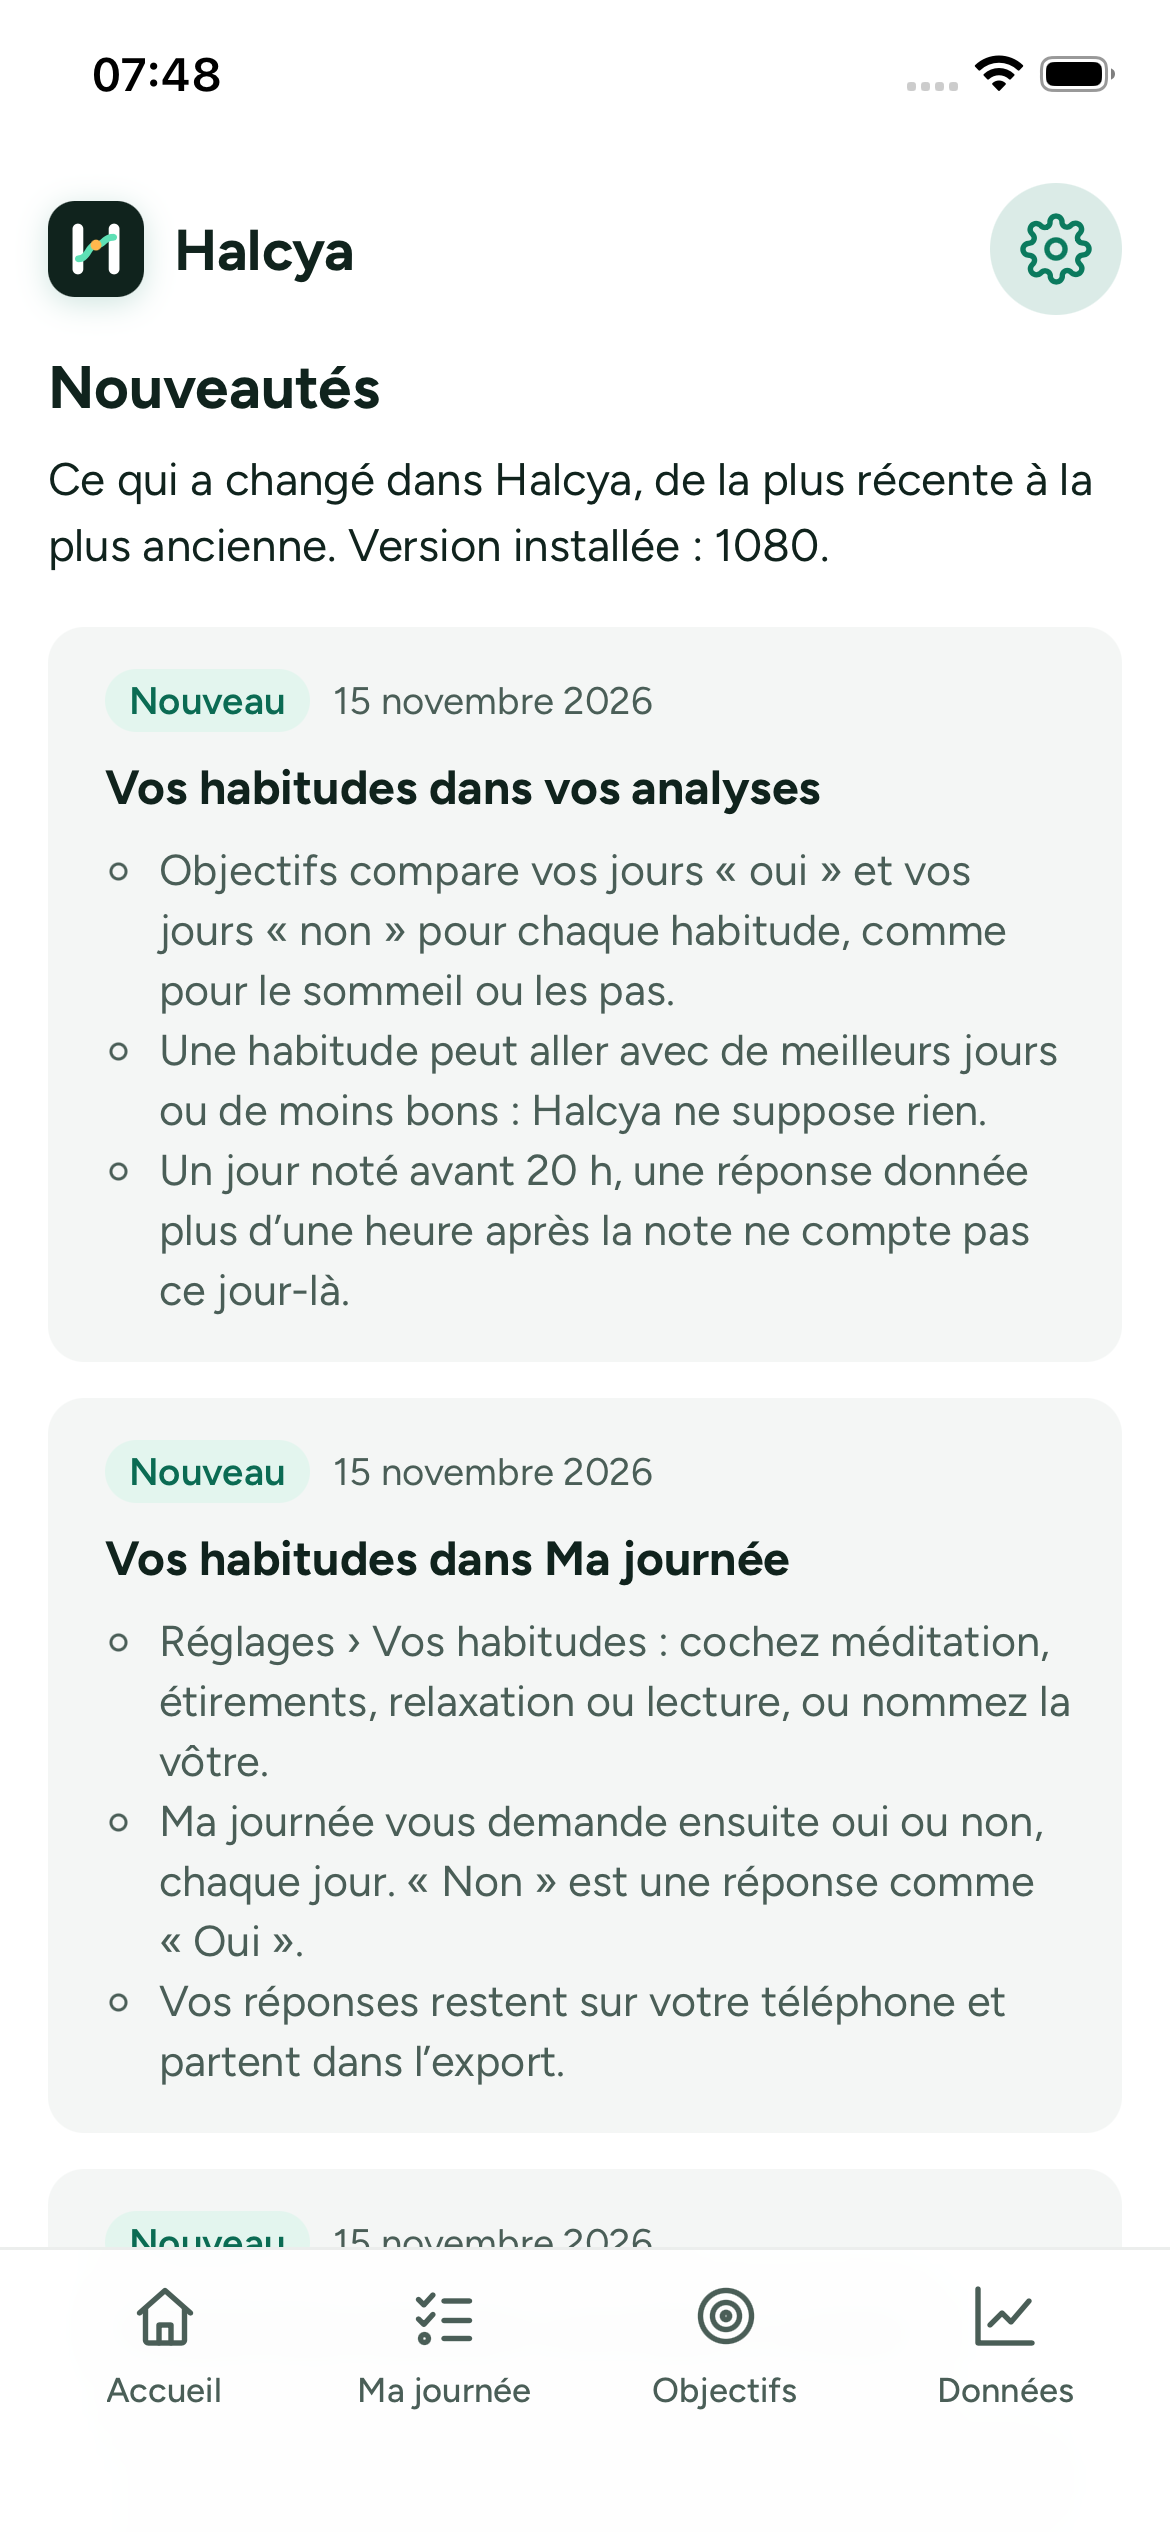 07:48
Halcya
Nouveautés
Ce qui a changé dans Halcya, de la plus récente à la
plus ancienne. Version installée : 1080.
Nouveau 15 novembre 2026
Vos habitudes dans vos analyses
Objectifs compare vos jours « oui » et vos
jours « non » pour chaque habitude, comme
pour le sommeil ou les pas.
Une habitude peut aller avec de meilleurs jours
ou de moins bons : Halcya ne suppose rien.
Un jour noté avant 20 h, une réponse donnée
plus d’une heure après la note ne compte pas
ce jour-là.
Nouveau 15 novembre 2026
Vos habitudes dans Ma journée
Réglages › Vos habitudes : cochez méditation,
étirements, relaxation ou lecture, ou nommez la
vôtre.
Ma journée vous demande ensuite oui ou non,
chaque jour. « Non » est une réponse comme
« Oui ».
Vos réponses restent sur votre téléphone et
partent dans l’export.
Nouveau 15 novembre 2026
Accueil
Ma journée
Objectifs
Données